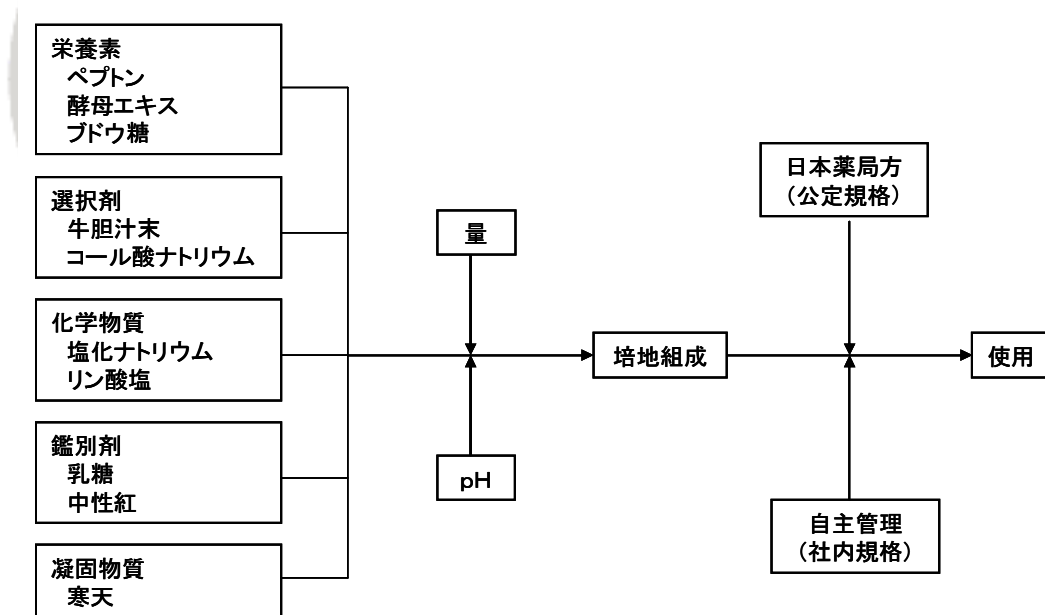 栄養素
ペプトン
酵母エキス
ブドウ糖
選択剤
牛胆汁末
コール酸ナトリウム
化学物質
塩化ナトリウム
リン酸塩
鑑別剤
乳糖
中性紅
凝固物質
寒天
量
pH
培地組成
日本薬局方
（公定規格）
自主管理
（社内規格）
使用